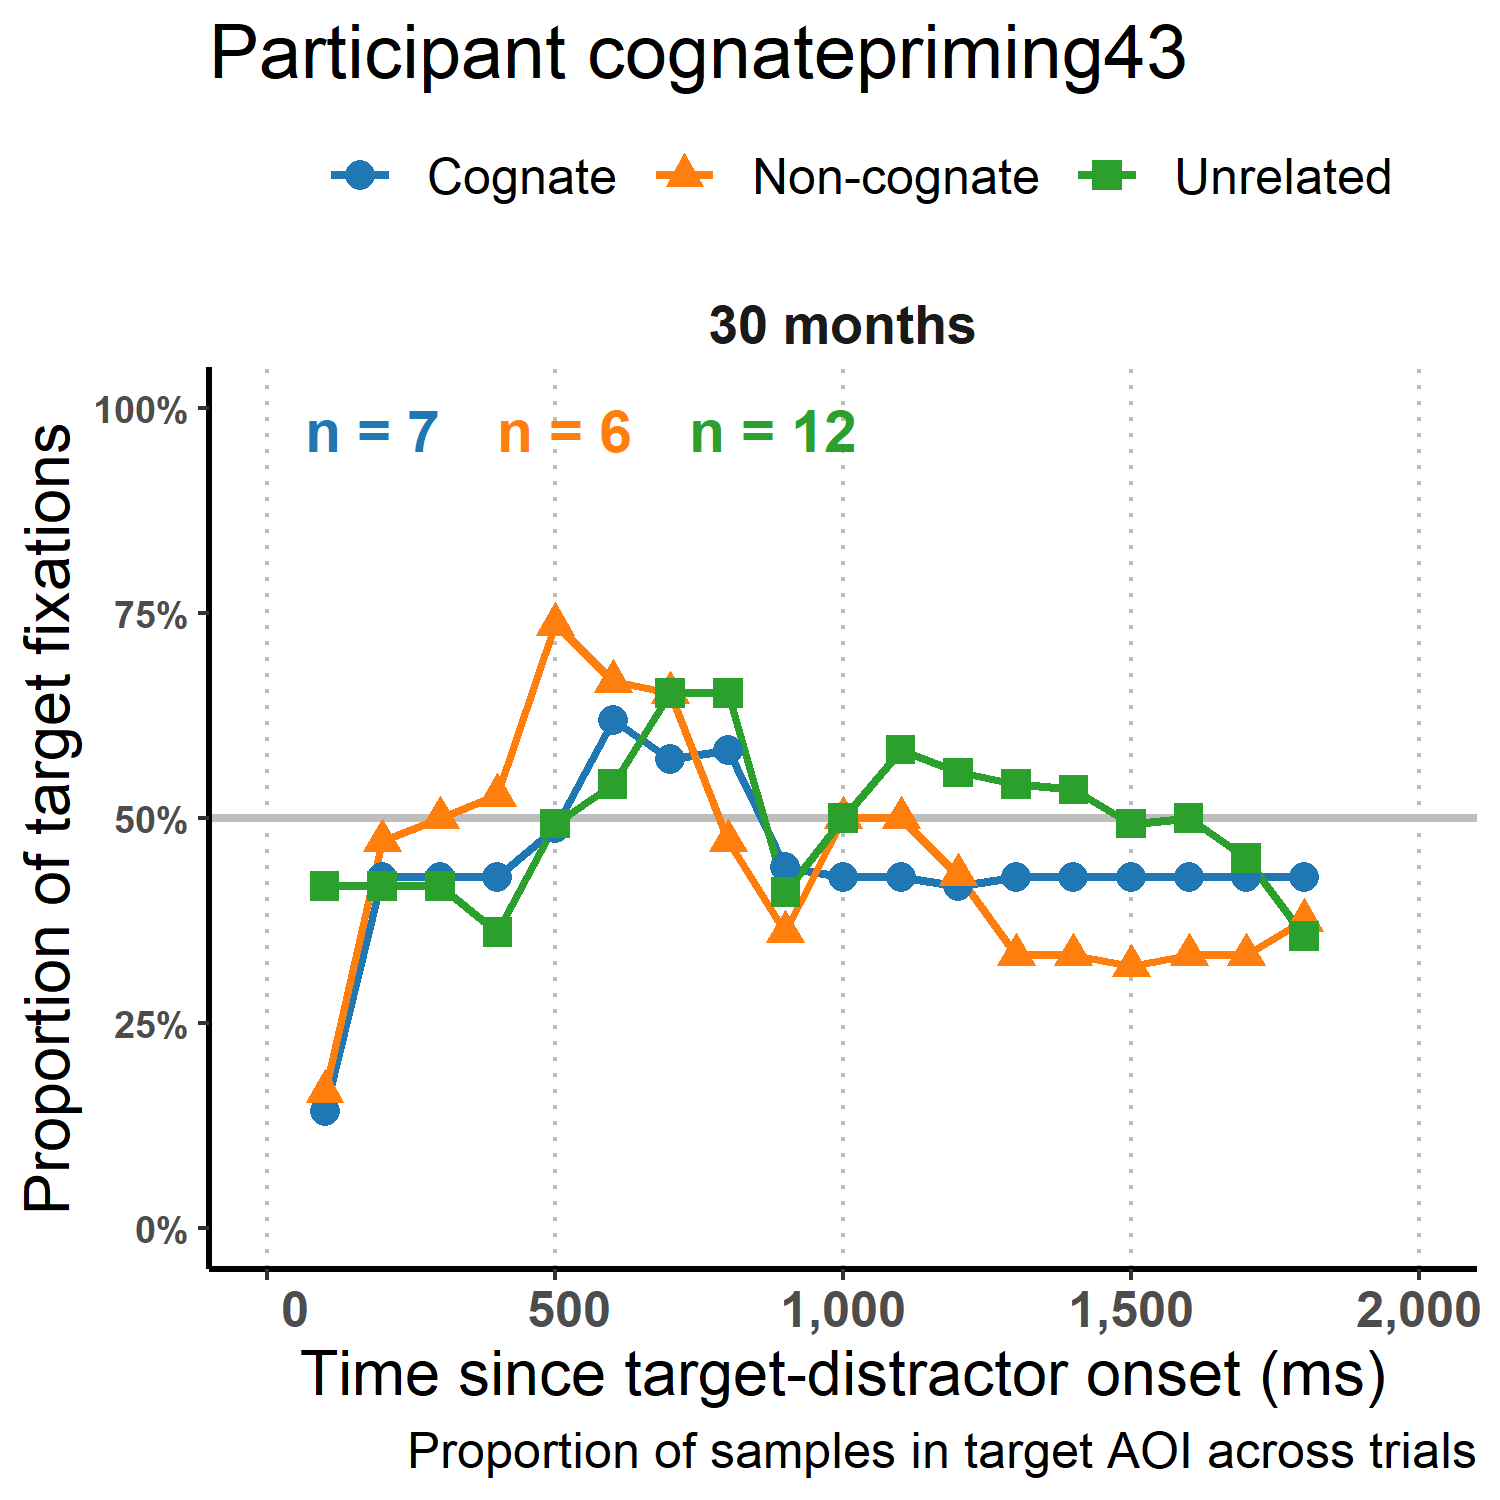 Participant cognatepriming43
Cognate Non-cognate Unrelated
30 months
n = 7 n = 6 n = 12
Proportion of target fixations
100%
75%
50%
25%
0%
0 500 1,000 1,500 2,000
Time since target-distractor onset (ms)
Proportion of samples in target AOI across trials